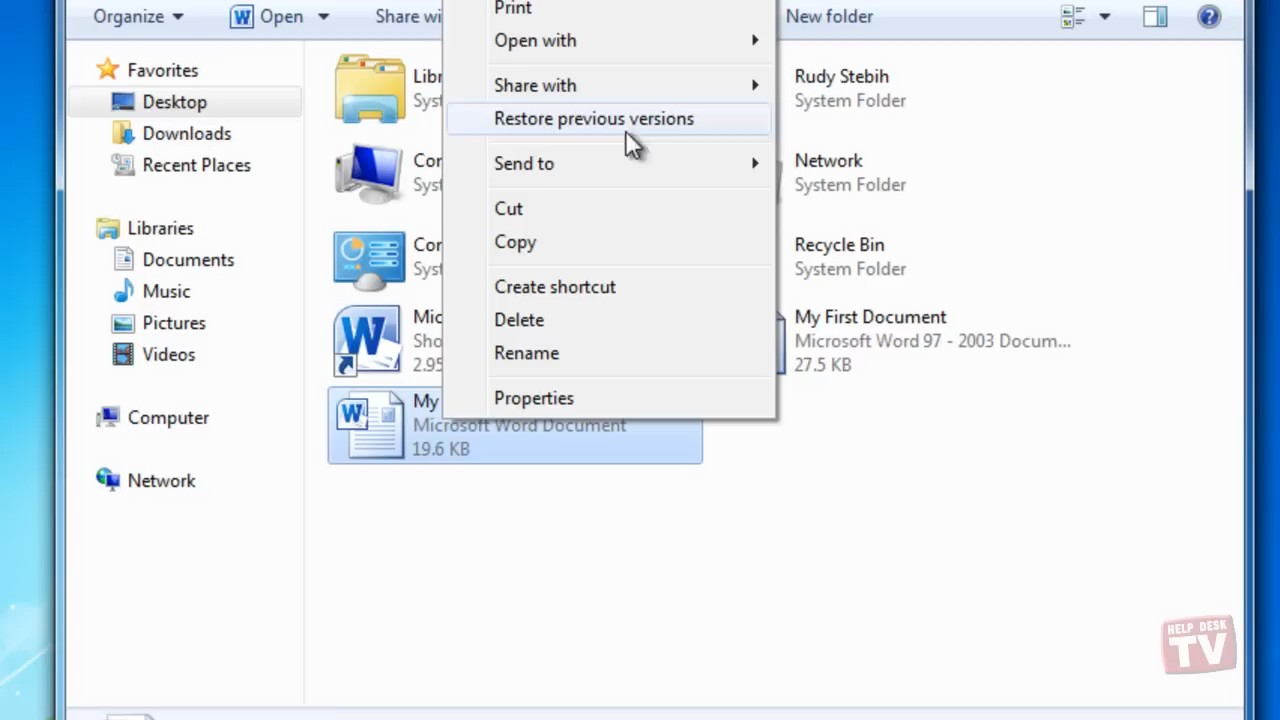 Organize
Open
Share wi
New folder
Favorites
Desktop
Downloads
Recent Places
Libraries
Documents
Music
Pictures
Videos
Computer
Network
Libr
Syst
Con
Syst
Syst
Mic
Sho
2.95
My
Microsoft Word Document
19.6 KB
Print
Open with
Share with
Restore previous versions
Send to
Cut
Copy
Create shortcut
Delete
Rename
Properties
Rudy Stebih
System Folder
Network
System Folder
Recycle Bin
System Folder
My First Document
Microsoft Word 97 - 2003 Docum...
27.5 KB
HELP DESK
TV